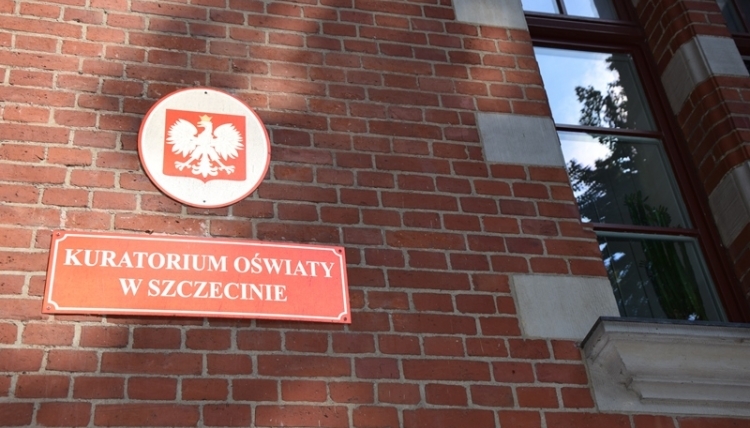 KURATORIUM OŚWIATY
W SZCZECINIE